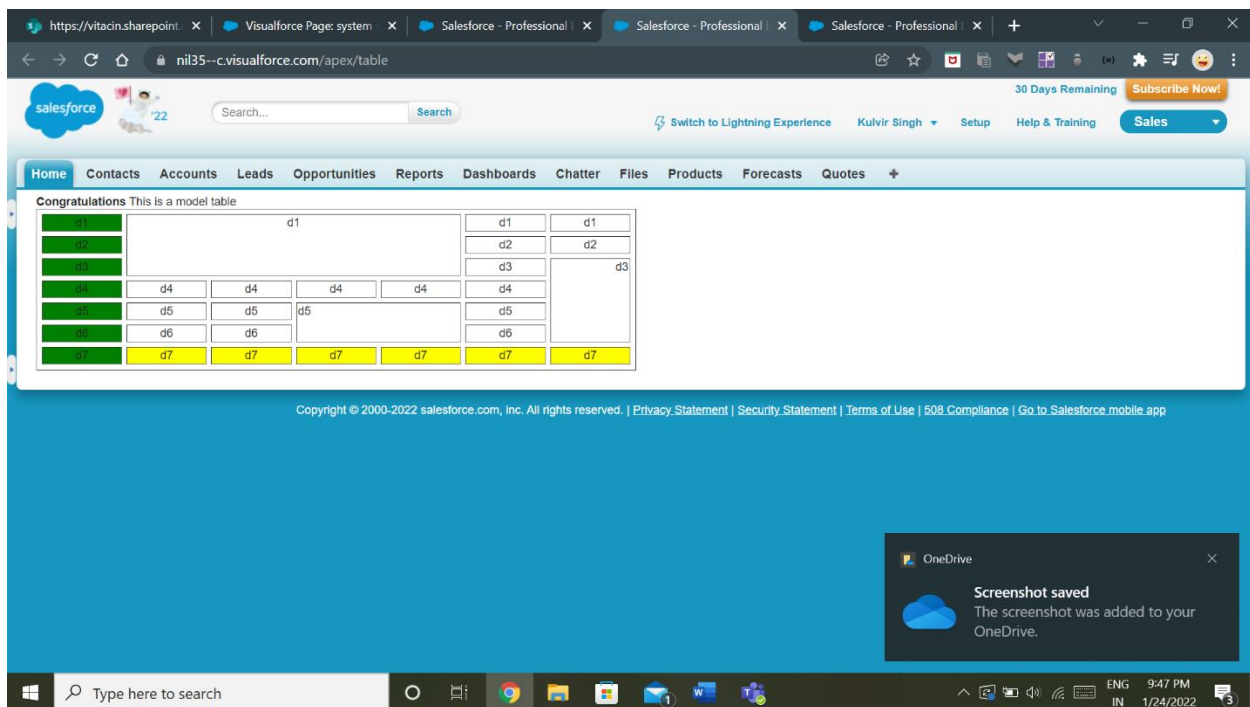 https://vitacin.sharepoint.
Visualforce Page: system
Salesforce - Professional
Salesforce - Professional
Salesforce - Professional
nil35--c.visualforce.com/apex/table
salesforce
'22
Search...
Search
30 Days Remaining
Subscribe Now!
Switch to Lightning Experience
Kulvir Singh
Setup
Help & Training
Sales
Home Contacts Accounts Leads Opportunities Reports Dashboards Chatter Files Products Forecasts Quotes +
Congratulations This is a model table
d1 d1 d1 d1
d2 d2 d2
d3 d3 d3
d4 d4 d4 d4 d4 d4
d5 d5 d5 d5 d5
d6 d6 d6 d6
d7 d7 d7 d7 d7 d7 d7
Copyright © 2000-2022 salesforce.com, inc. All rights reserved. | Privacy Statement | Security Statement | Terms of Use | 508 Compliance | Go to Salesforce mobile app
OneDrive
Screenshot saved
The screenshot was added to your
OneDrive.
Type here to search
1
ENG
IN
9:47 PM
1/24/2022
3